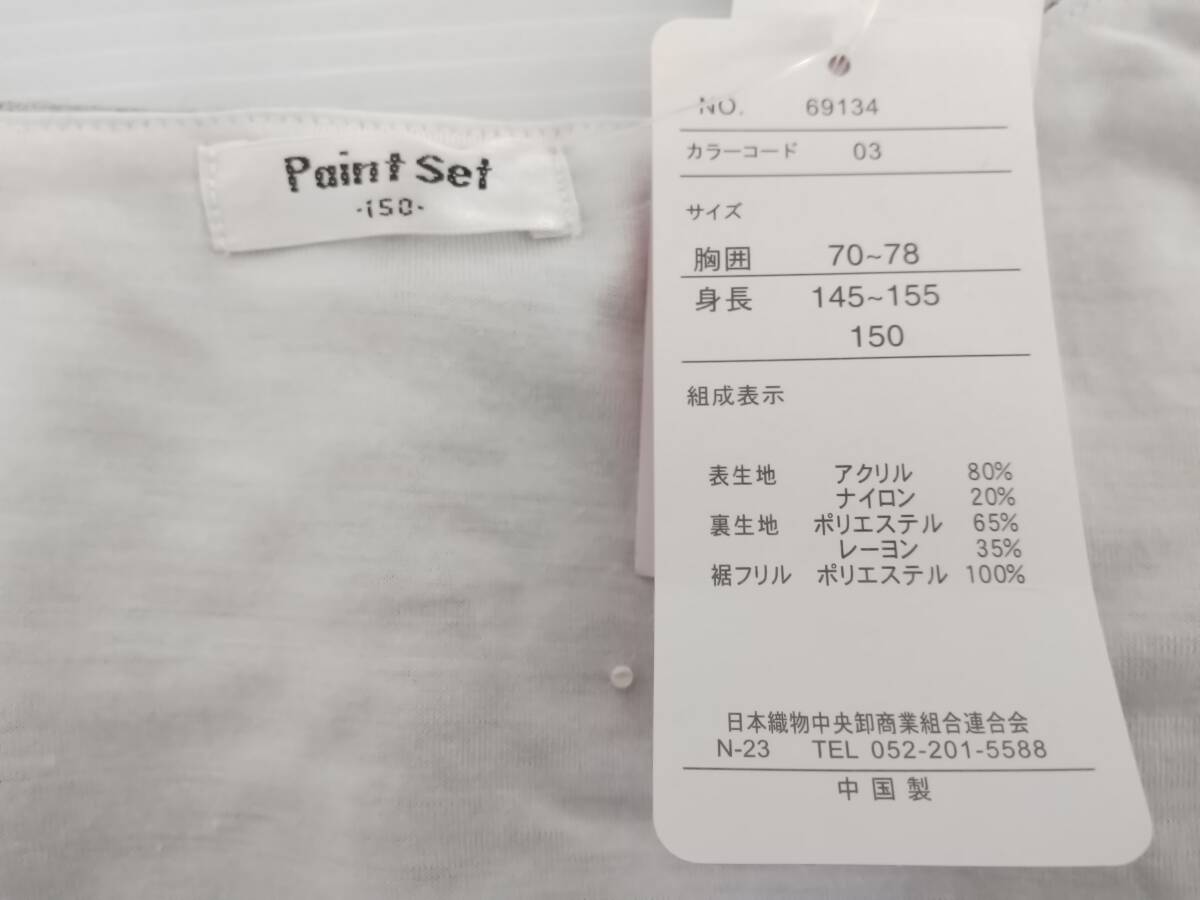 Paint Set
-150-
NO. 69134
カラーコード 03
サイズ
胸囲 70~78
身長 145~155
150
組成表示
表生地 アクリル 80%
ナイロン 20%
裏生地 ポリエステル 65%
レーヨン 35%
裾フリル ポリエステル 100%
日本織物中央卸商業組合連合会
N-23 TEL 052-201-5588
中国製